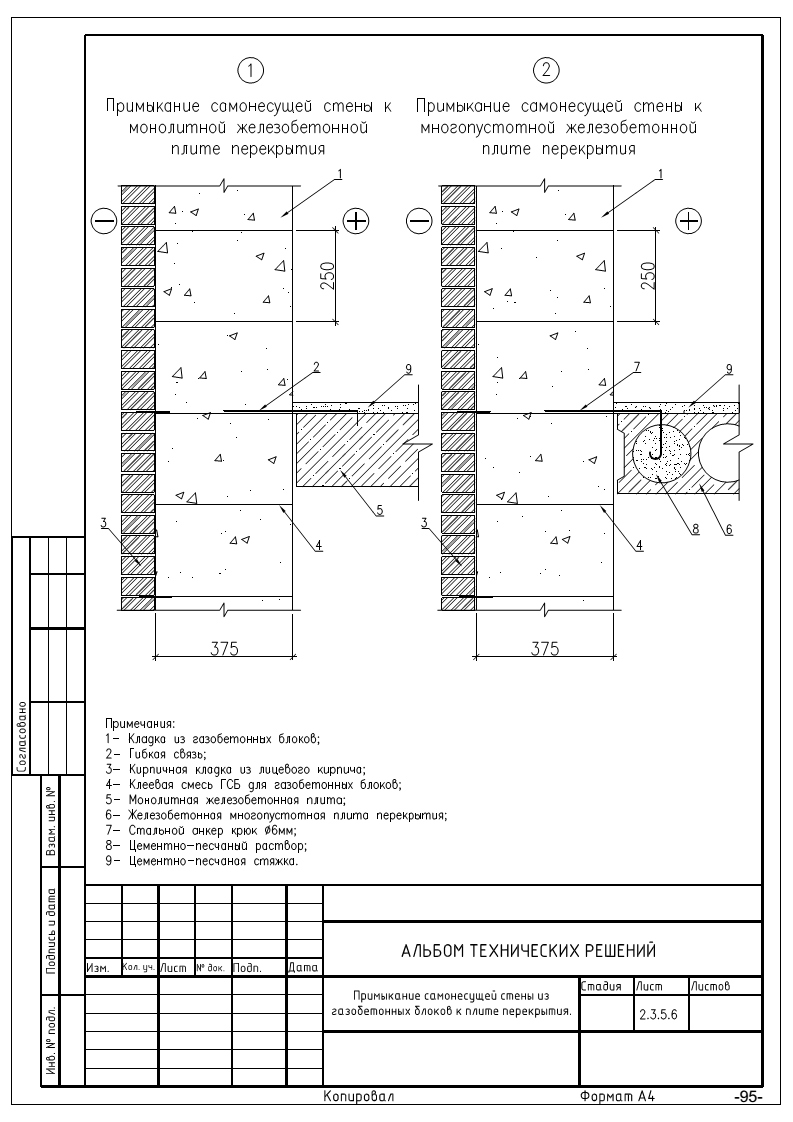 1
Примыкание самонесущей стены к
монолитной железобетонной
плите перекрытия
1
250
2
9
5
3
4
375
2
Примыкание самонесущей стены к
многопустотной железобетонной
плите перекрытия
1
250
7
9
8
6
3
4
375
Примечания:
1– Кладка из газобетонных блоков;
2– Гибкая связь;
3– Кирпичная кладка из лицевого кирпича;
4– Клеевая смесь ГСБ для газобетонных блоков;
5– Монолитная железобетонная плита;
6– Железобетонная многопустотная плита перекрытия;
7– Стальной анкер крюк Ø6мм;
8– Цементно-песчаный раствор;
9– Цементно-песчаная стяжка.
Согласовано
Взам. инв. №
Подпись и дата
Инв. № подл.
Изм. Кол. уч. Лист № док. Подп. Дата
АЛЬБОМ ТЕХНИЧЕСКИХ РЕШЕНИЙ
Примыкание самонесущей стены из
газобетонных блоков к плите перекрытия.
Стадия Лист Листов
2.3.5.6
Копировал Формат А4 -95-